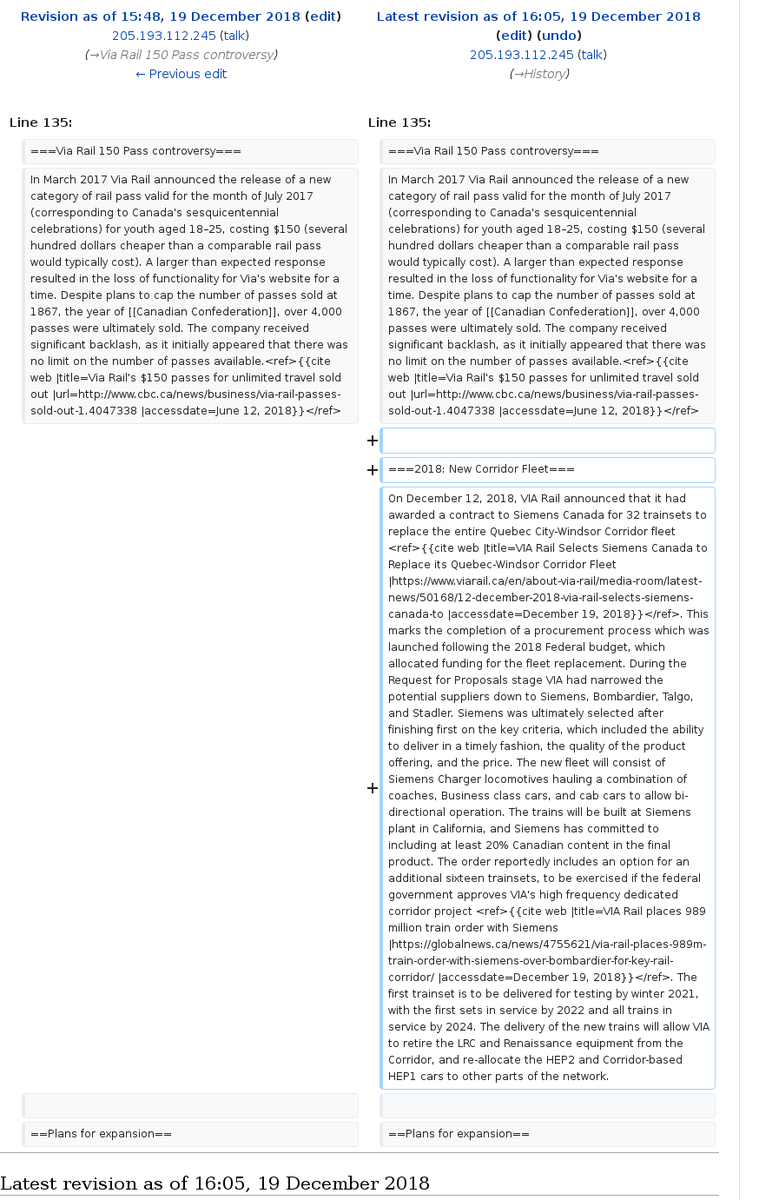 Revision as of 15:48, 19 December 2018 (edit)
205.193.112.245 (talk)
(→Via Rail 150 Pass controversy)
← Previous edit
Latest revision as of 16:05, 19 December 2018
(edit) (undo)
205.193.112.245 (talk)
(→History)
Line 135:
===Via Rail 150 Pass controversy===
In March 2017 Via Rail announced the release of a new
category of rail pass valid for the month of July 2017
(corresponding to Canada's sesquicentennial
celebrations) for youth aged 18–25, costing $150 (several
hundred dollars cheaper than a comparable rail pass
would typically cost). A larger than expected response
resulted in the loss of functionality for Via's website for a
time. Despite plans to cap the number of passes sold at
1867, the year of [[Canadian Confederation]], over 4,000
passes were ultimately sold. The company received
significant backlash, as it initially appeared that there was
no limit on the number of passes available.<ref>{{cite
web |title=Via Rail's $150 passes for unlimited travel sold
out |url=http://www.cbc.ca/news/business/via-rail-passes-
sold-out-1.4047338 |accessdate=June 12, 2018}}</ref>
==Plans for expansion==
Line 135:
===Via Rail 150 Pass controversy===
In March 2017 Via Rail announced the release of a new
category of rail pass valid for the month of July 2017
(corresponding to Canada's sesquicentennial
celebrations) for youth aged 18–25, costing $150 (several
hundred dollars cheaper than a comparable rail pass
would typically cost). A larger than expected response
resulted in the loss of functionality for Via's website for a
time. Despite plans to cap the number of passes sold at
1867, the year of [[Canadian Confederation]], over 4,000
passes were ultimately sold. The company received
significant backlash, as it initially appeared that there was
no limit on the number of passes available.<ref>{{cite
web |title=Via Rail's $150 passes for unlimited travel sold
out |url=http://www.cbc.ca/news/business/via-rail-passes-
sold-out-1.4047338 |accessdate=June 12, 2018}}</ref>
+
+ ===2018: New Corridor Fleet===
+
On December 12, 2018, VIA Rail announced that it had
awarded a contract to Siemens Canada for 32 trainsets to
replace the entire Quebec City-Windsor Corridor fleet
<ref>{{cite web |title=VIA Rail Selects Siemens Canada to
Replace its Quebec-Windsor Corridor Fleet
|https://www.viarail.ca/en/about-via-rail/media-room/latest-
news/50168/12-december-2018-via-rail-selects-siemens-
canada-to |accessdate=December 19, 2018}}</ref>. This
marks the completion of a procurement process which was
launched following the 2018 Federal budget, which
allocated funding for the fleet replacement. During the
Request for Proposals stage VIA had narrowed the
potential suppliers down to Siemens, Bombardier, Talgo,
and Stadler. Siemens was ultimately selected after
finishing first on the key criteria, which included the ability
to deliver in a timely fashion, the quality of the product
offering, and the price. The new fleet will consist of
Siemens Charger locomotives hauling a combination of
coaches, Business class cars, and cab cars to allow bi-
directional operation. The trains will be built at Siemens
plant in California, and Siemens has committed to
including at least 20% Canadian content in the final
product. The order reportedly includes an option for an
additional sixteen trainsets, to be exercised if the federal
government approves VIA's high frequency dedicated
corridor project <ref>{{cite web |title=VIA Rail places 989
million train order with Siemens
|https://globalnews.ca/news/4755621/via-rail-places-989m-
train-order-with-siemens-over-bombardier-for-key-rail-
corridor/ |accessdate=December 19, 2018}}</ref>. The
first trainset is to be delivered for testing by winter 2021,
with the first sets in service by 2022 and all trains in
service by 2024. The delivery of the new trains will allow VIA
to retire the LRC and Renaissance equipment from the
Corridor, and re-allocate the HEP2 and Corridor-based
HEP1 cars to other parts of the network.
==Plans for expansion==
Latest revision as of 16:05, 19 December 2018